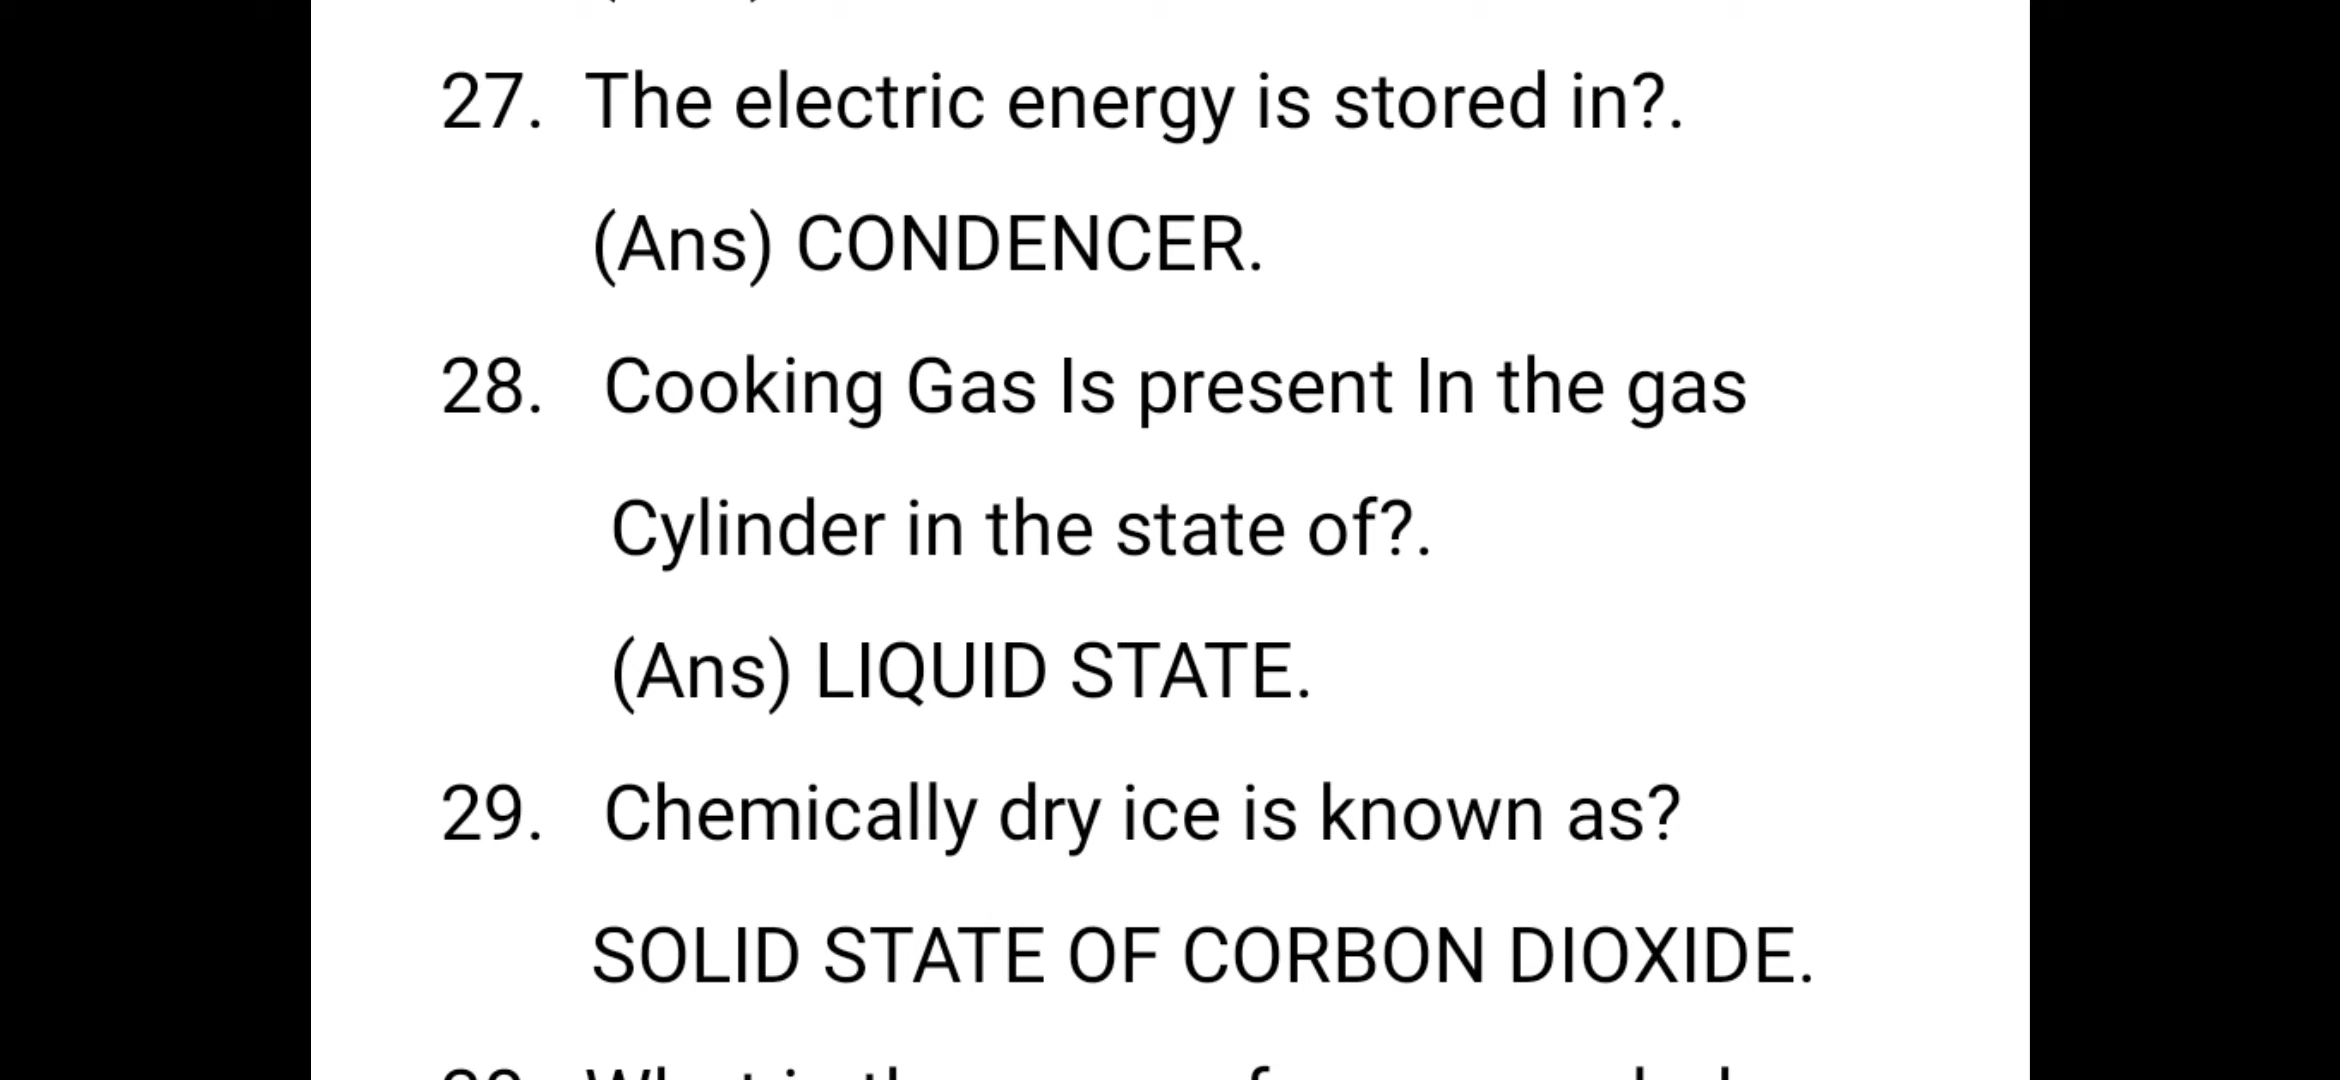 27. The electric energy is stored in?.
(Ans) CONDENCER.
28. Cooking Gas Is present In the gas
Cylinder in the state of?.
(Ans) LIQUID STATE.
29. Chemically dry ice is known as?
SOLID STATE OF CORBON DIOXIDE.